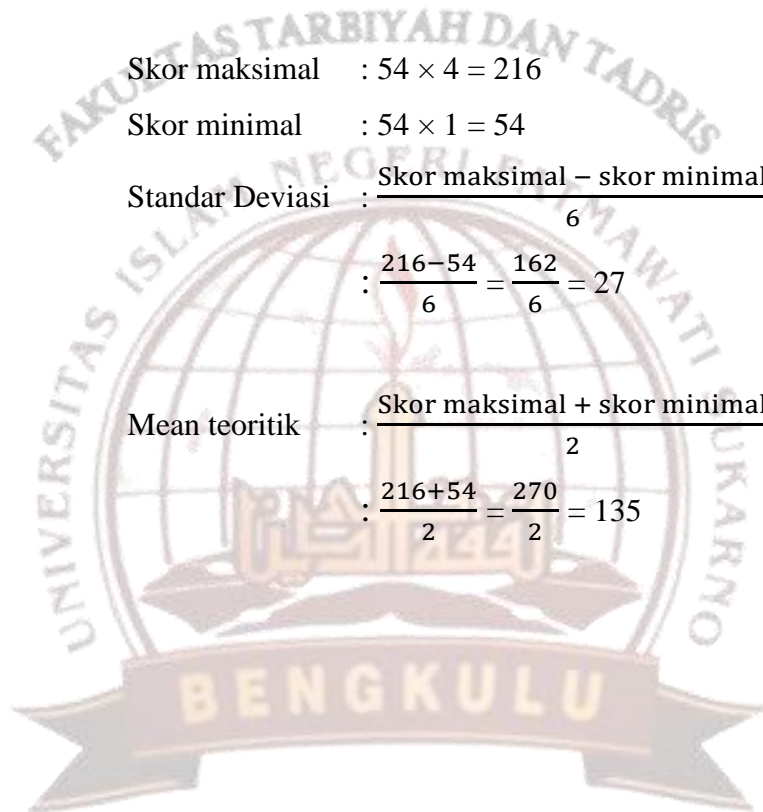 FAKULTAS TARBIYAH DAN TADRIS
UNIVERSITAS ISLAM NEGERI FATMAWATI SUKARNO
Skor maksimal : 54 × 4 = 216
Skor minimal : 54 × 1 = 54
Standar Deviasi : Skor maksimal – skor minimal / 6
: 216−54 / 6 = 162 / 6 = 27
Mean teoritik : Skor maksimal + skor minimal / 2
: 216+54 / 2 = 270 / 2 = 135
BENGKULU